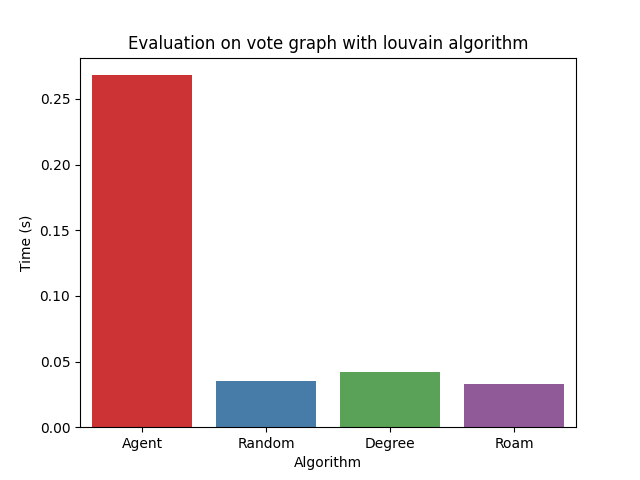 Evaluation on vote graph with louvain algorithm
0.25
0.20
0.15
0.10
0.05
0.00
Time (s)
Agent Random Degree Roam
Algorithm